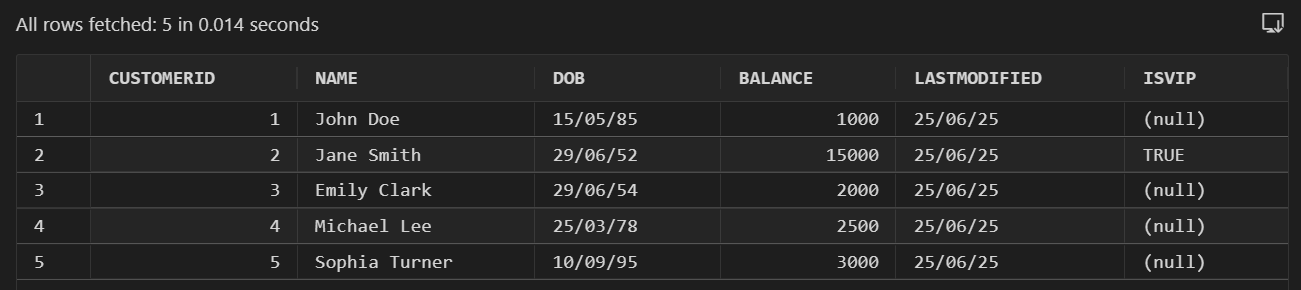 All rows fetched: 5 in 0.014 seconds
CUSTOMERID NAME DOB BALANCE LASTMODIFIED ISVIP
1 1 John Doe 15/05/85 1000 25/06/25 (null)
2 2 Jane Smith 29/06/52 15000 25/06/25 TRUE
3 3 Emily Clark 29/06/54 2000 25/06/25 (null)
4 4 Michael Lee 25/03/78 2500 25/06/25 (null)
5 5 Sophia Turner 10/09/95 3000 25/06/25 (null)